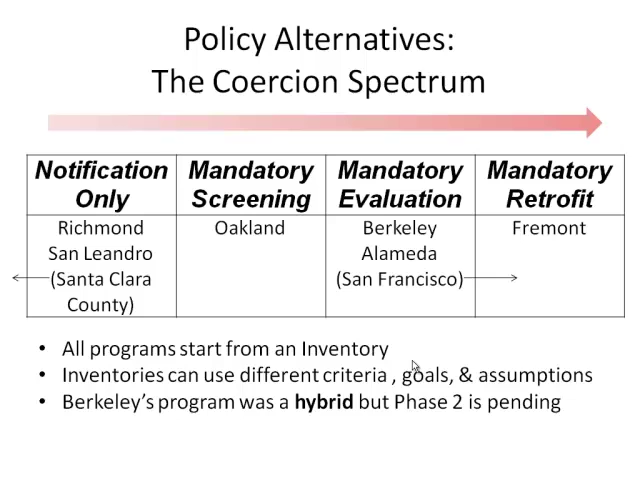 Policy Alternatives:
The Coercion Spectrum
Notification
Only
Mandatory
Screening
Mandatory
Evaluation
Mandatory
Retrofit
Richmond
San Leandro
(Santa Clara
County)
Oakland
Berkeley
Alameda
(San Francisco)
Fremont
• All programs start from an Inventory
• Inventories can use different criteria , goals, & assumptions
• Berkeley’s program was a hybrid but Phase 2 is pending